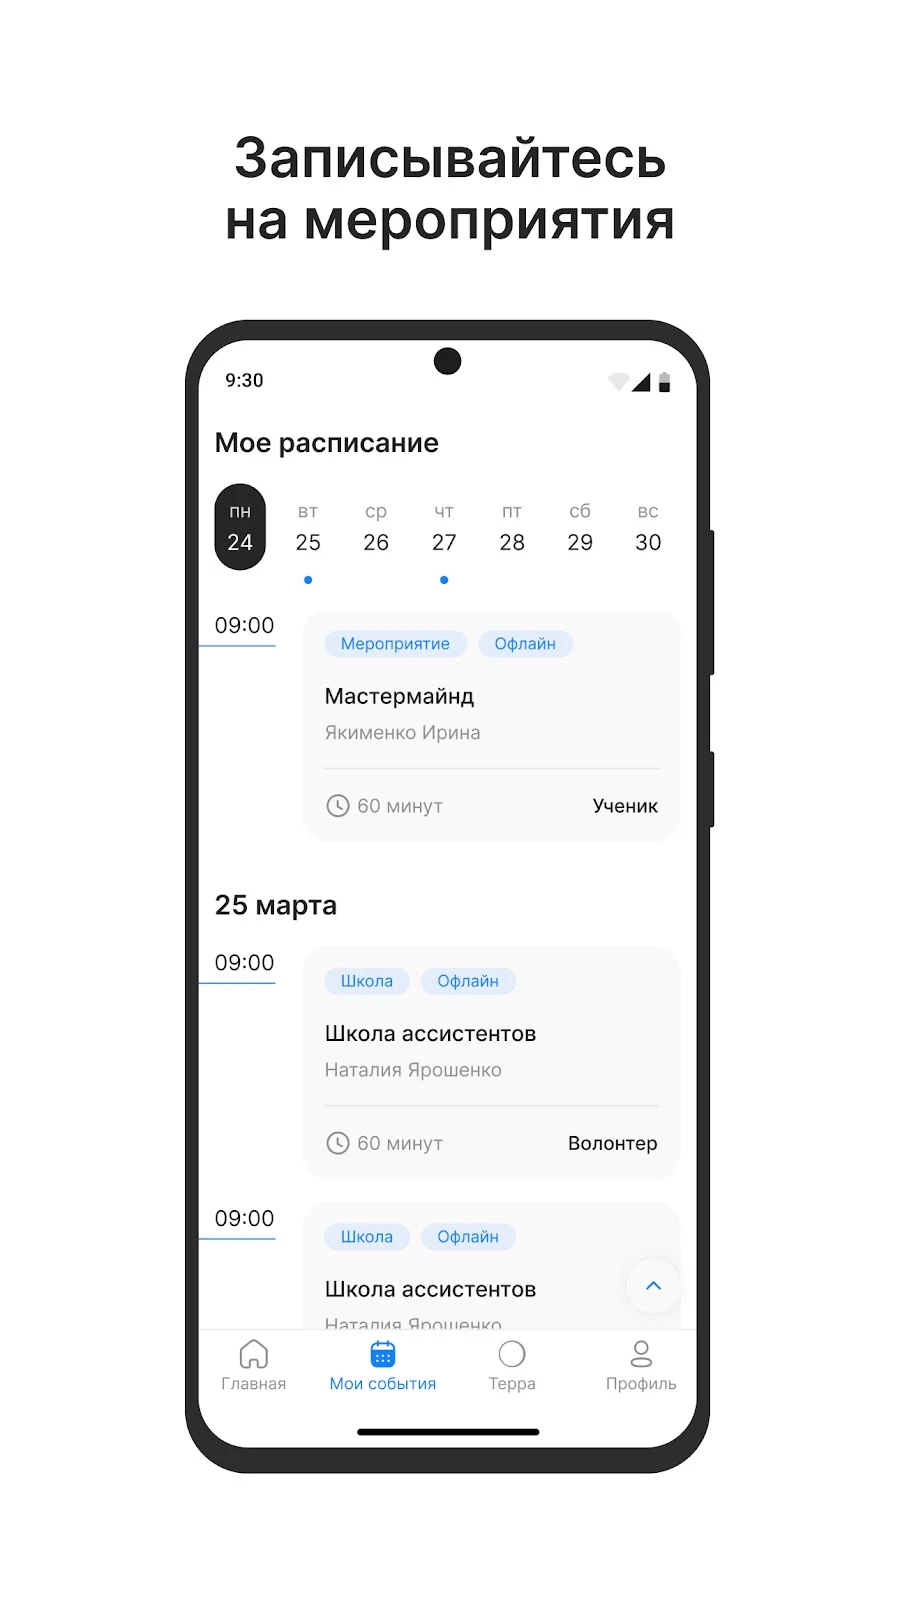 Записывайтесь
на мероприятия
9:30
Мое расписание
пн вт ср чт пт сб вс
24 25 26 27 28 29 30
09:00
Мероприятие Офлайн
Мастермайнд
Якименко Ирина
60 минут Ученик
25 марта
09:00
Школа Офлайн
Школа ассистентов
Наталия Ярошенко
60 минут Волонтер
09:00
Школа Офлайн
Школа ассистентов
Наталия Ярошенко
Главная Мои события Терра Профиль